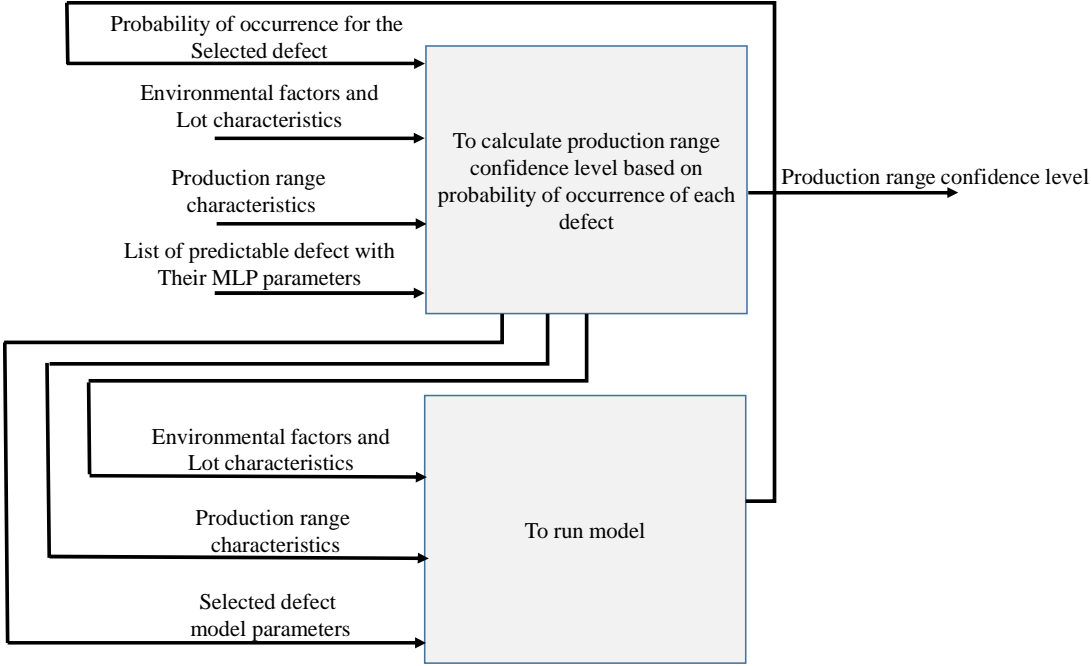 Probability of occurrence for the
Selected defect
Environmental factors and
Lot characteristics
Production range
characteristics
List of predictable defect with
Their MLP parameters
To calculate production range
confidence level based on
probability of occurrence of each
defect
Production range confidence level
Environmental factors and
Lot characteristics
Production range
characteristics
Selected defect
model parameters
To run model